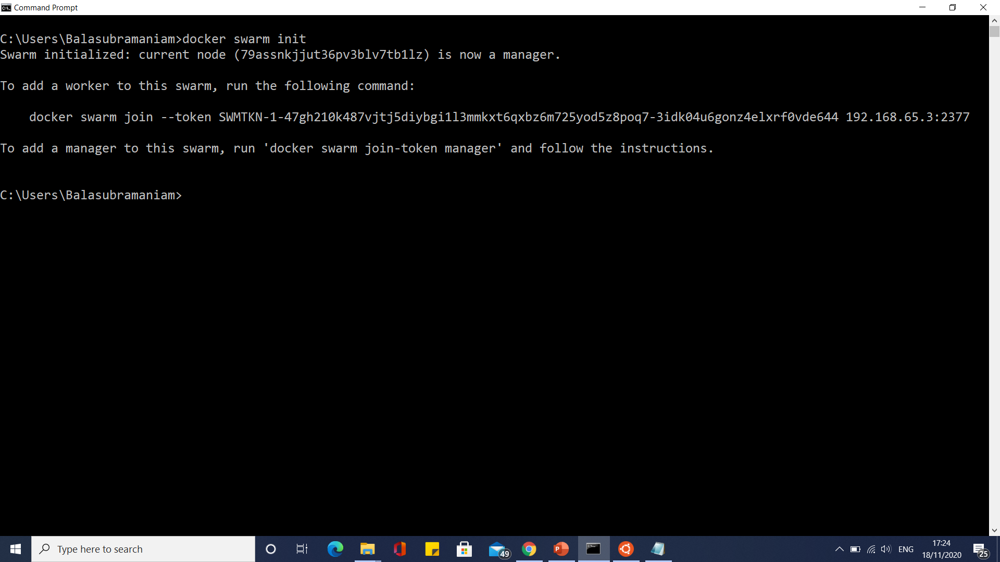 Command Prompt
C:\Users\Balasubramaniam>docker swarm init
Swarm initialized: current node (79assnkjjut36pv3blv7tb1lz) is now a manager.
To add a worker to this swarm, run the following command:
docker swarm join --token SWMTKN-1-47gh210k487vjtj5diybgi1l3mmkxt6qxbz6m725yod5z8poq7-3idk04u6gonz4elxrf0vde644 192.168.65.3:2377
To add a manager to this swarm, run 'docker swarm join-token manager' and follow the instructions.
C:\Users\Balasubramaniam>
Type here to search
49
ENG
17:24
18/11/2020
25